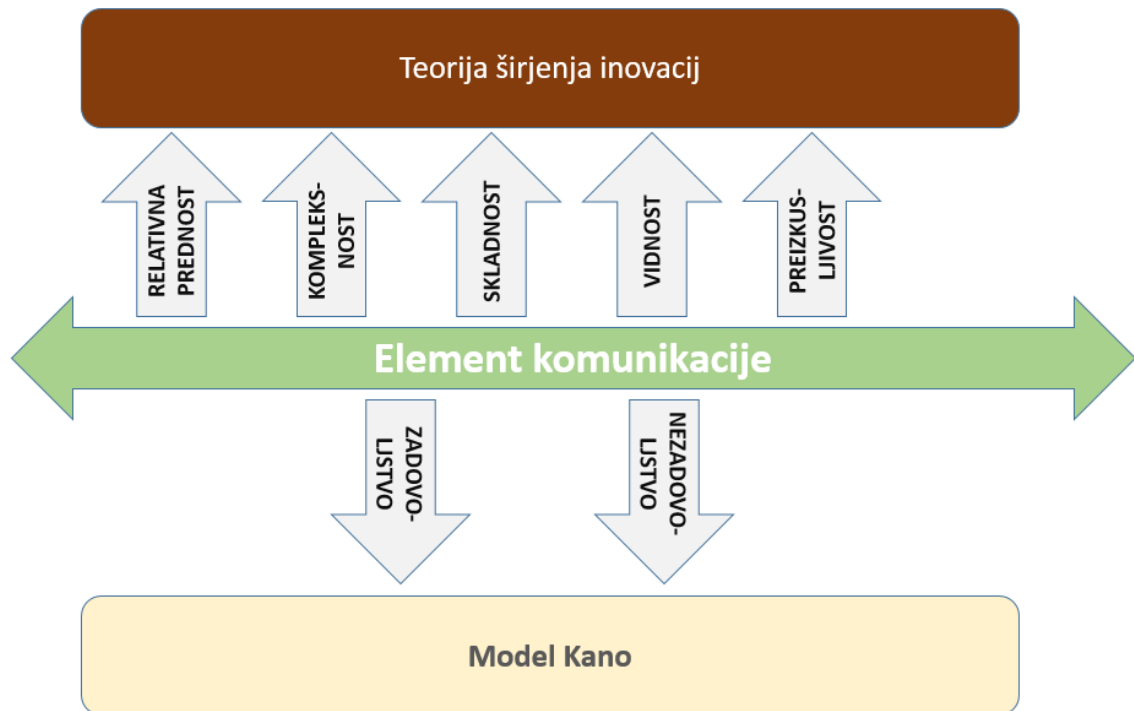 Teorija širjenja inovacij
RELATIVNA
PREDNOST
KOMPLEKS-
NOST
SKLADNOST
VIDNOST
PREIZKUS-
LJIVOST
Element komunikacije
ZADOVO-
LJSTVO
NEZADOVO-
LJSTVO
Model Kano